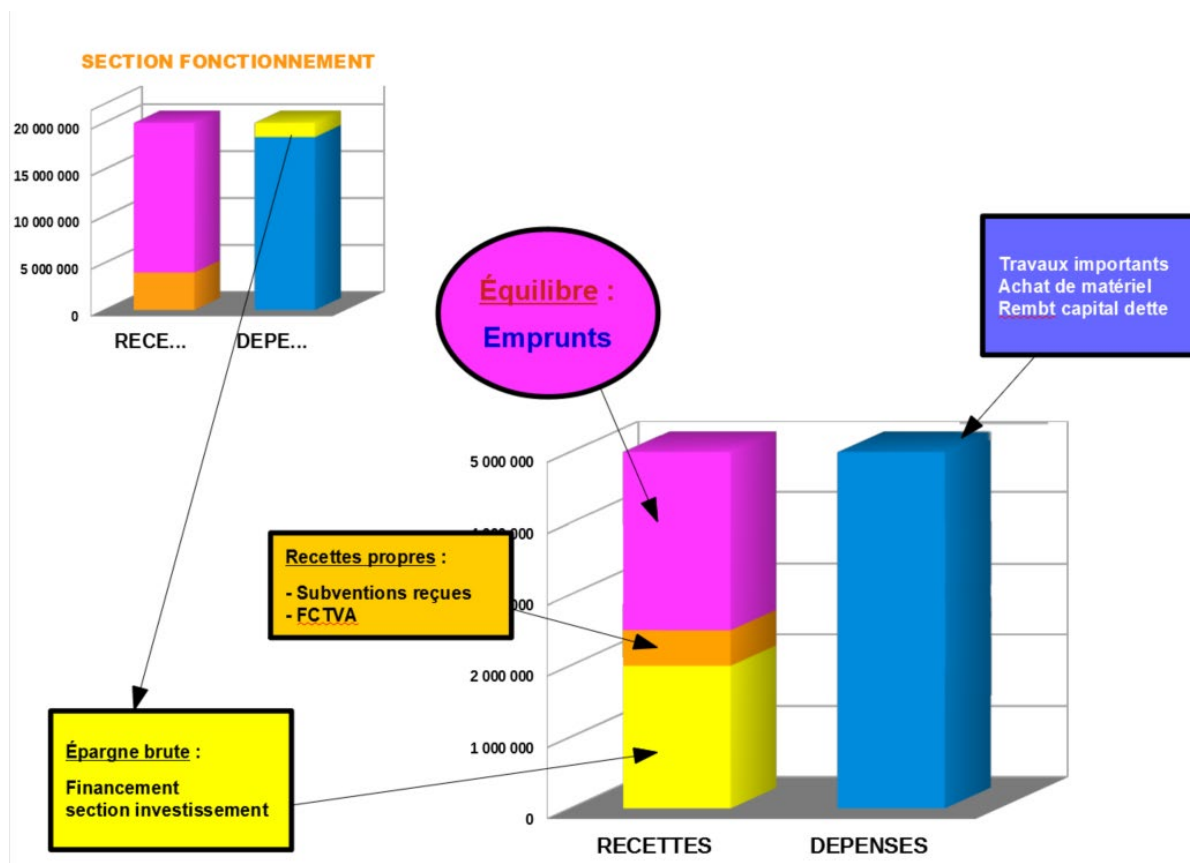 SECTION FONCTIONNEMENT
20 000 000
15 000 000
10 000 000
5 000 000
0
RECE...
DEPE...
Équilibre :
Emprunts
Travaux importants
Achat de matériel
Rembt capital dette
5 000 000
000
Recettes propres :
- Subventions reçues
- FCTVA
000
2 000 000
1 000 000
0
Épargne brute :
Financement
section investissement
RECETTES
DEPENSES